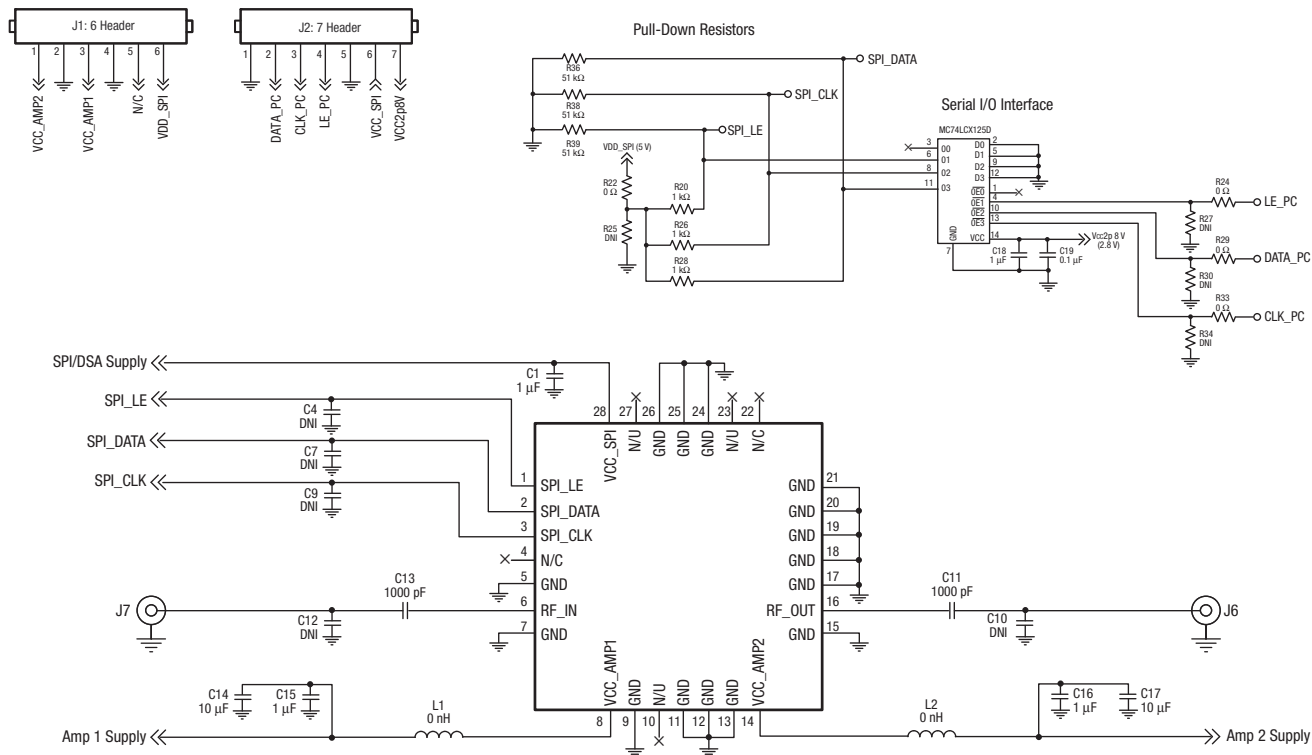 J1: 6 Header
1 2 3 4 5 6
VCC_AMP2
VCC_AMP1
N/C
VDD_SPI
J2: 7 Header
1 2 3 4 5 6 7
DATA_PC
CLK_PC
LE_PC
VCC_SPI
VCC2p8V
Pull-Down Resistors
R36
51 kΩ
SPI_DATA
R38
51 kΩ
SPI_CLK
R39
51 kΩ
SPI_LE
VDD_SPI (5 V)
R22
0 Ω
R25
DNI
R20
1 kΩ
R26
1 kΩ
R28
1 kΩ
Serial I/O Interface
MC74LCX125D
3 O0 D0 2
6 O1 D1 5
8 O2 D2 9
11 O3 D3 12
OE0 1
OE1 4
OE2 10
OE3 13
GND
7
VCC 14
C18
1 µF
C19
0.1 µF
Vcc2p 8 V
(2.8 V)
R24
0 Ω
LE_PC
R27
DNI
R29
0 Ω
DATA_PC
R30
DNI
R33
0 Ω
CLK_PC
R34
DNI
SPI/DSA Supply
C1
1 µF
SPI_LE
C4
DNI
SPI_DATA
C7
DNI
SPI_CLK
C9
DNI
28 27 26 25 24 23 22
VCC_SPI
N/U
GND
GND
GND
N/U
N/C
1 SPI_LE
2 SPI_DATA
3 SPI_CLK
4 N/C
5 GND
6 RF_IN
7 GND
GND 21
GND 20
GND 19
GND 18
GND 17
RF_OUT 16
GND 15
VCC_AMP1
GND
N/U
GND
GND
GND
VCC_AMP2
8 9 10 11 12 13 14
J7
C12
DNI
C13
1000 pF
C11
1000 pF
C10
DNI
J6
C14
10 µF
C15
1 µF
L1
0 nH
Amp 1 Supply
L2
0 nH
C16
1 µF
C17
10 µF
Amp 2 Supply